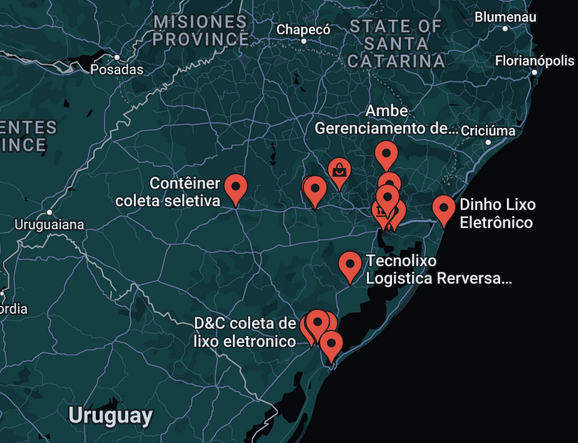 MISIONES
PROVINCE
Chapecó
STATE OF
SANTA
CATARINA
Blumenau
Florianópolis
Posadas
ENTES
INCE
Ambe
Gerenciamento de...
Criciúma
Contêiner
coleta seletiva
Dinho Lixo
Eletrônico
Uruguaiana
Tecnolixo
Logistica Rerversa...
ordia
D&C coleta de
lixo eletronico
Uruguay